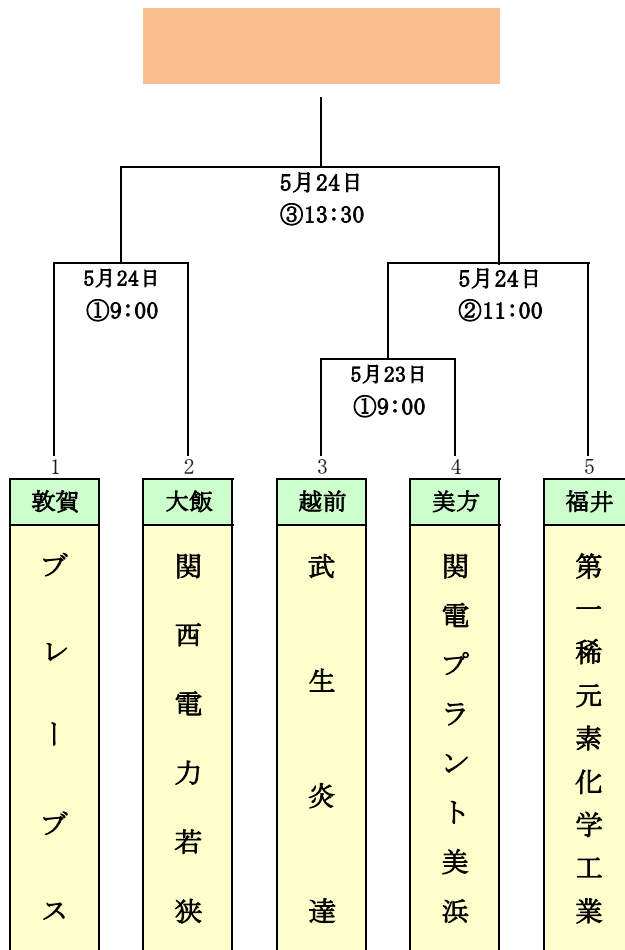 5月24日
③13:30
5月24日
①9:00
5月24日
②11:00
5月23日
①9:00
1
2
3
4
5
敦賀
大飯
越前
美方
福井
ブレーブス
関西電力若狭
武生炎達
関電プラント美浜
第一稀元素化学工業